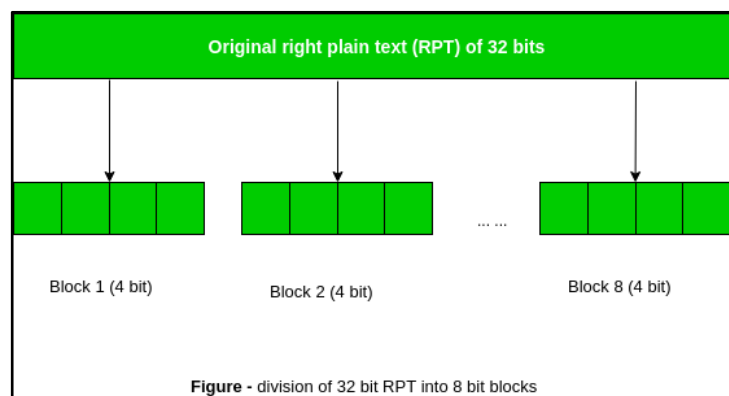 Original right plain text (RPT) of 32 bits
... ...
Block 1 (4 bit)
Block 2 (4 bit)
Block 8 (4 bit)
Figure - division of 32 bit RPT into 8 bit blocks